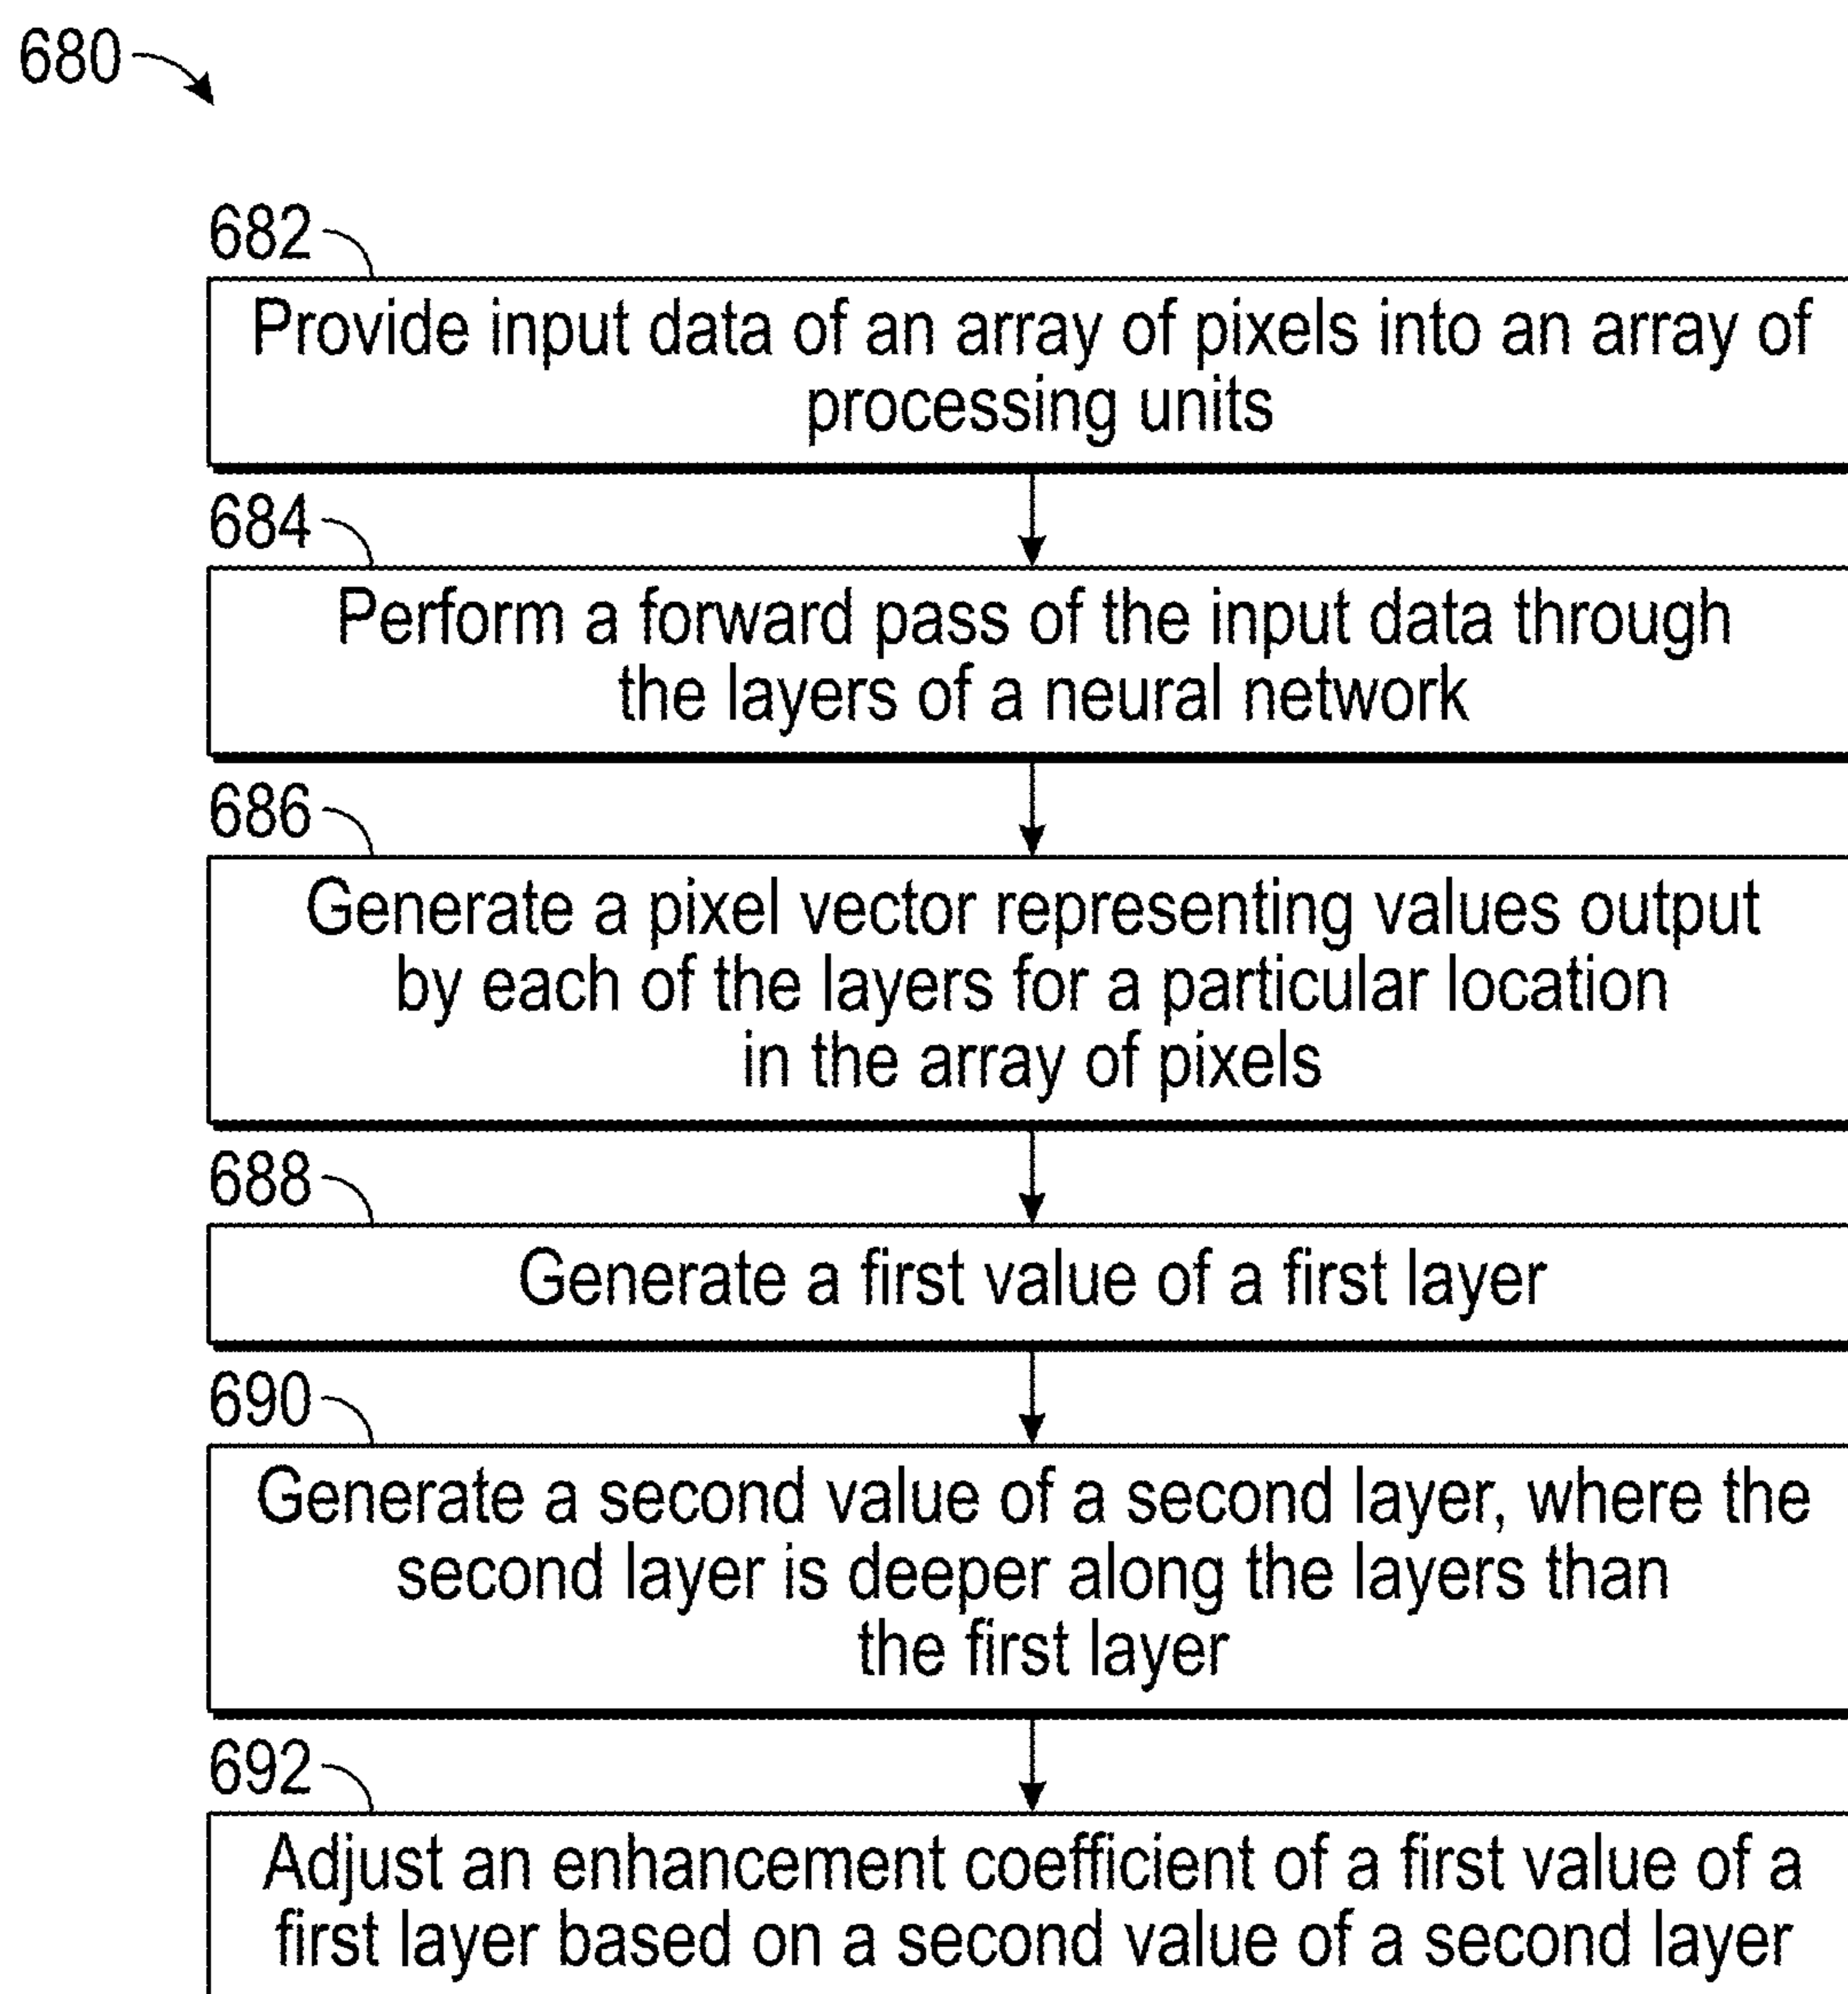 680
682
Provide input data of an array of pixels into an array of
processing units
684
Perform a forward pass of the input data through
the layers of a neural network
686
Generate a pixel vector representing values output
by each of the layers for a particular location
in the array of pixels
688
Generate a first value of a first layer
690
Generate a second value of a second layer, where the
second layer is deeper along the layers than
the first layer
692
Adjust an enhancement coefficient of a first value of a
first layer based on a second value of a second layer